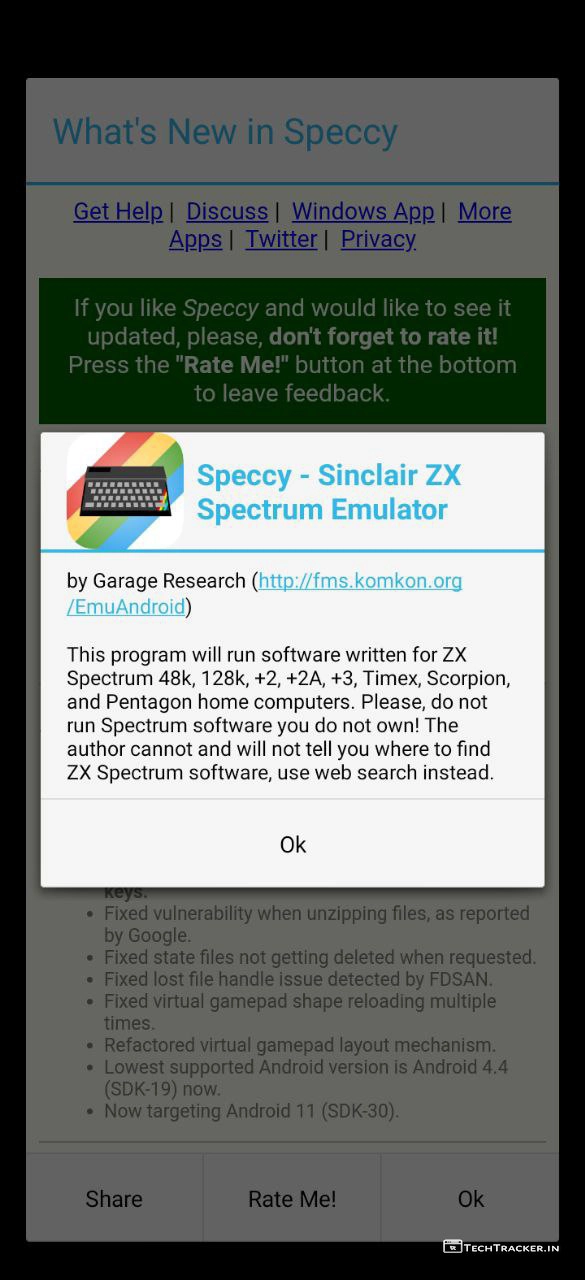 What's New in Speccy
Get Help | Discuss | Windows App | More
Apps | Twitter | Privacy
If you like Speccy and would like to see it
updated, please, don't forget to rate it!
Press the "Rate Me!" button at the bottom
to leave feedback.
Speccy - Sinclair ZX
Spectrum Emulator
by Garage Research (http://fms.komkon.org
/EmuAndroid)
This program will run software written for ZX
Spectrum 48k, 128k, +2, +2A, +3, Timex, Scorpion,
and Pentagon home computers. Please, do not
run Spectrum software you do not own! The
author cannot and will not tell you where to find
ZX Spectrum software, use web search instead.
Ok
keys.
• Fixed vulnerability when unzipping files, as reported
by Google.
• Fixed state files not getting deleted when requested.
• Fixed lost file handle issue detected by FDSAN.
• Fixed virtual gamepad shape reloading multiple
times.
• Refactored virtual gamepad layout mechanism.
• Lowest supported Android version is Android 4.4
(SDK-19) now.
• Now targeting Android 11 (SDK-30).
Share
Rate Me!
Ok
TECHTRACKER.IN